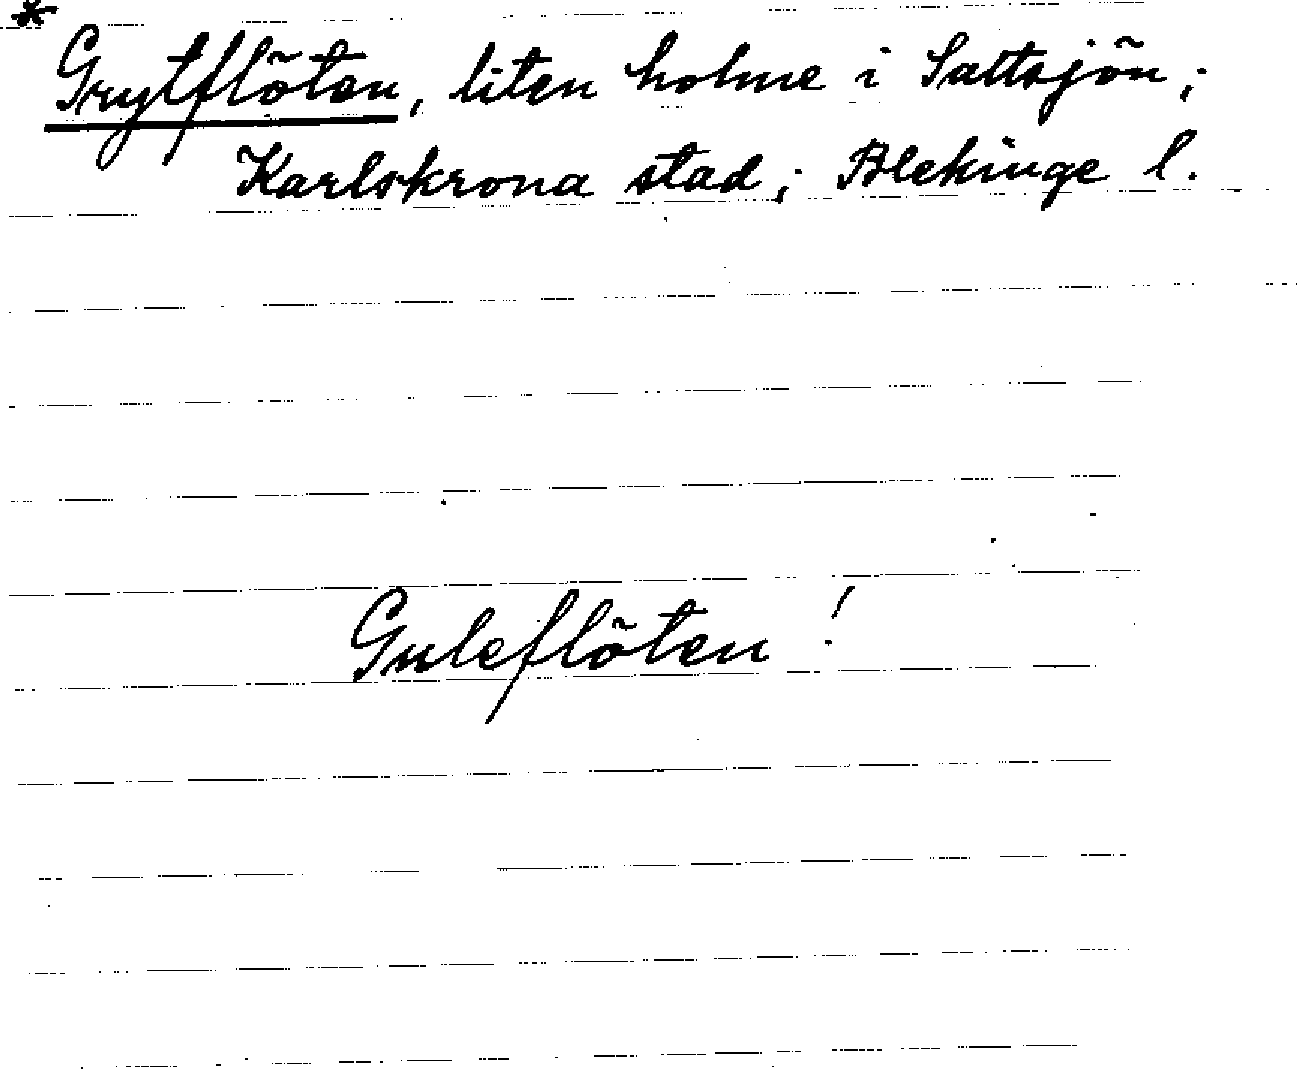 *
Grytflöten, liten holme i Saltsjön;
Karlskrona stad; Blekinge l.
Guleflöten!